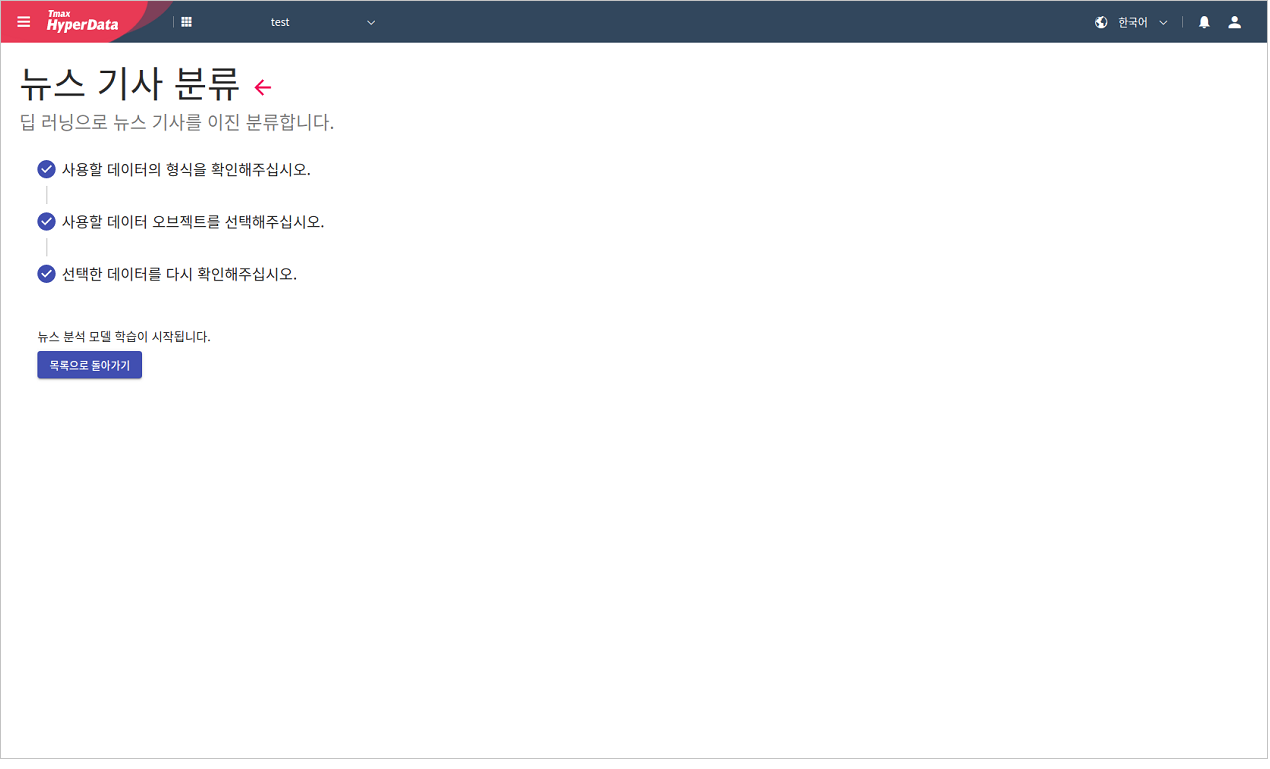 Tmax
HyperData
test
한국어
뉴스 기사 분류
딥 러닝으로 뉴스 기사를 이진 분류합니다.
사용할 데이터의 형식을 확인해주십시오.
사용할 데이터 오브젝트를 선택해주십시오.
선택한 데이터를 다시 확인해주십시오.
뉴스 분석 모델 학습이 시작됩니다.
목록으로 돌아가기